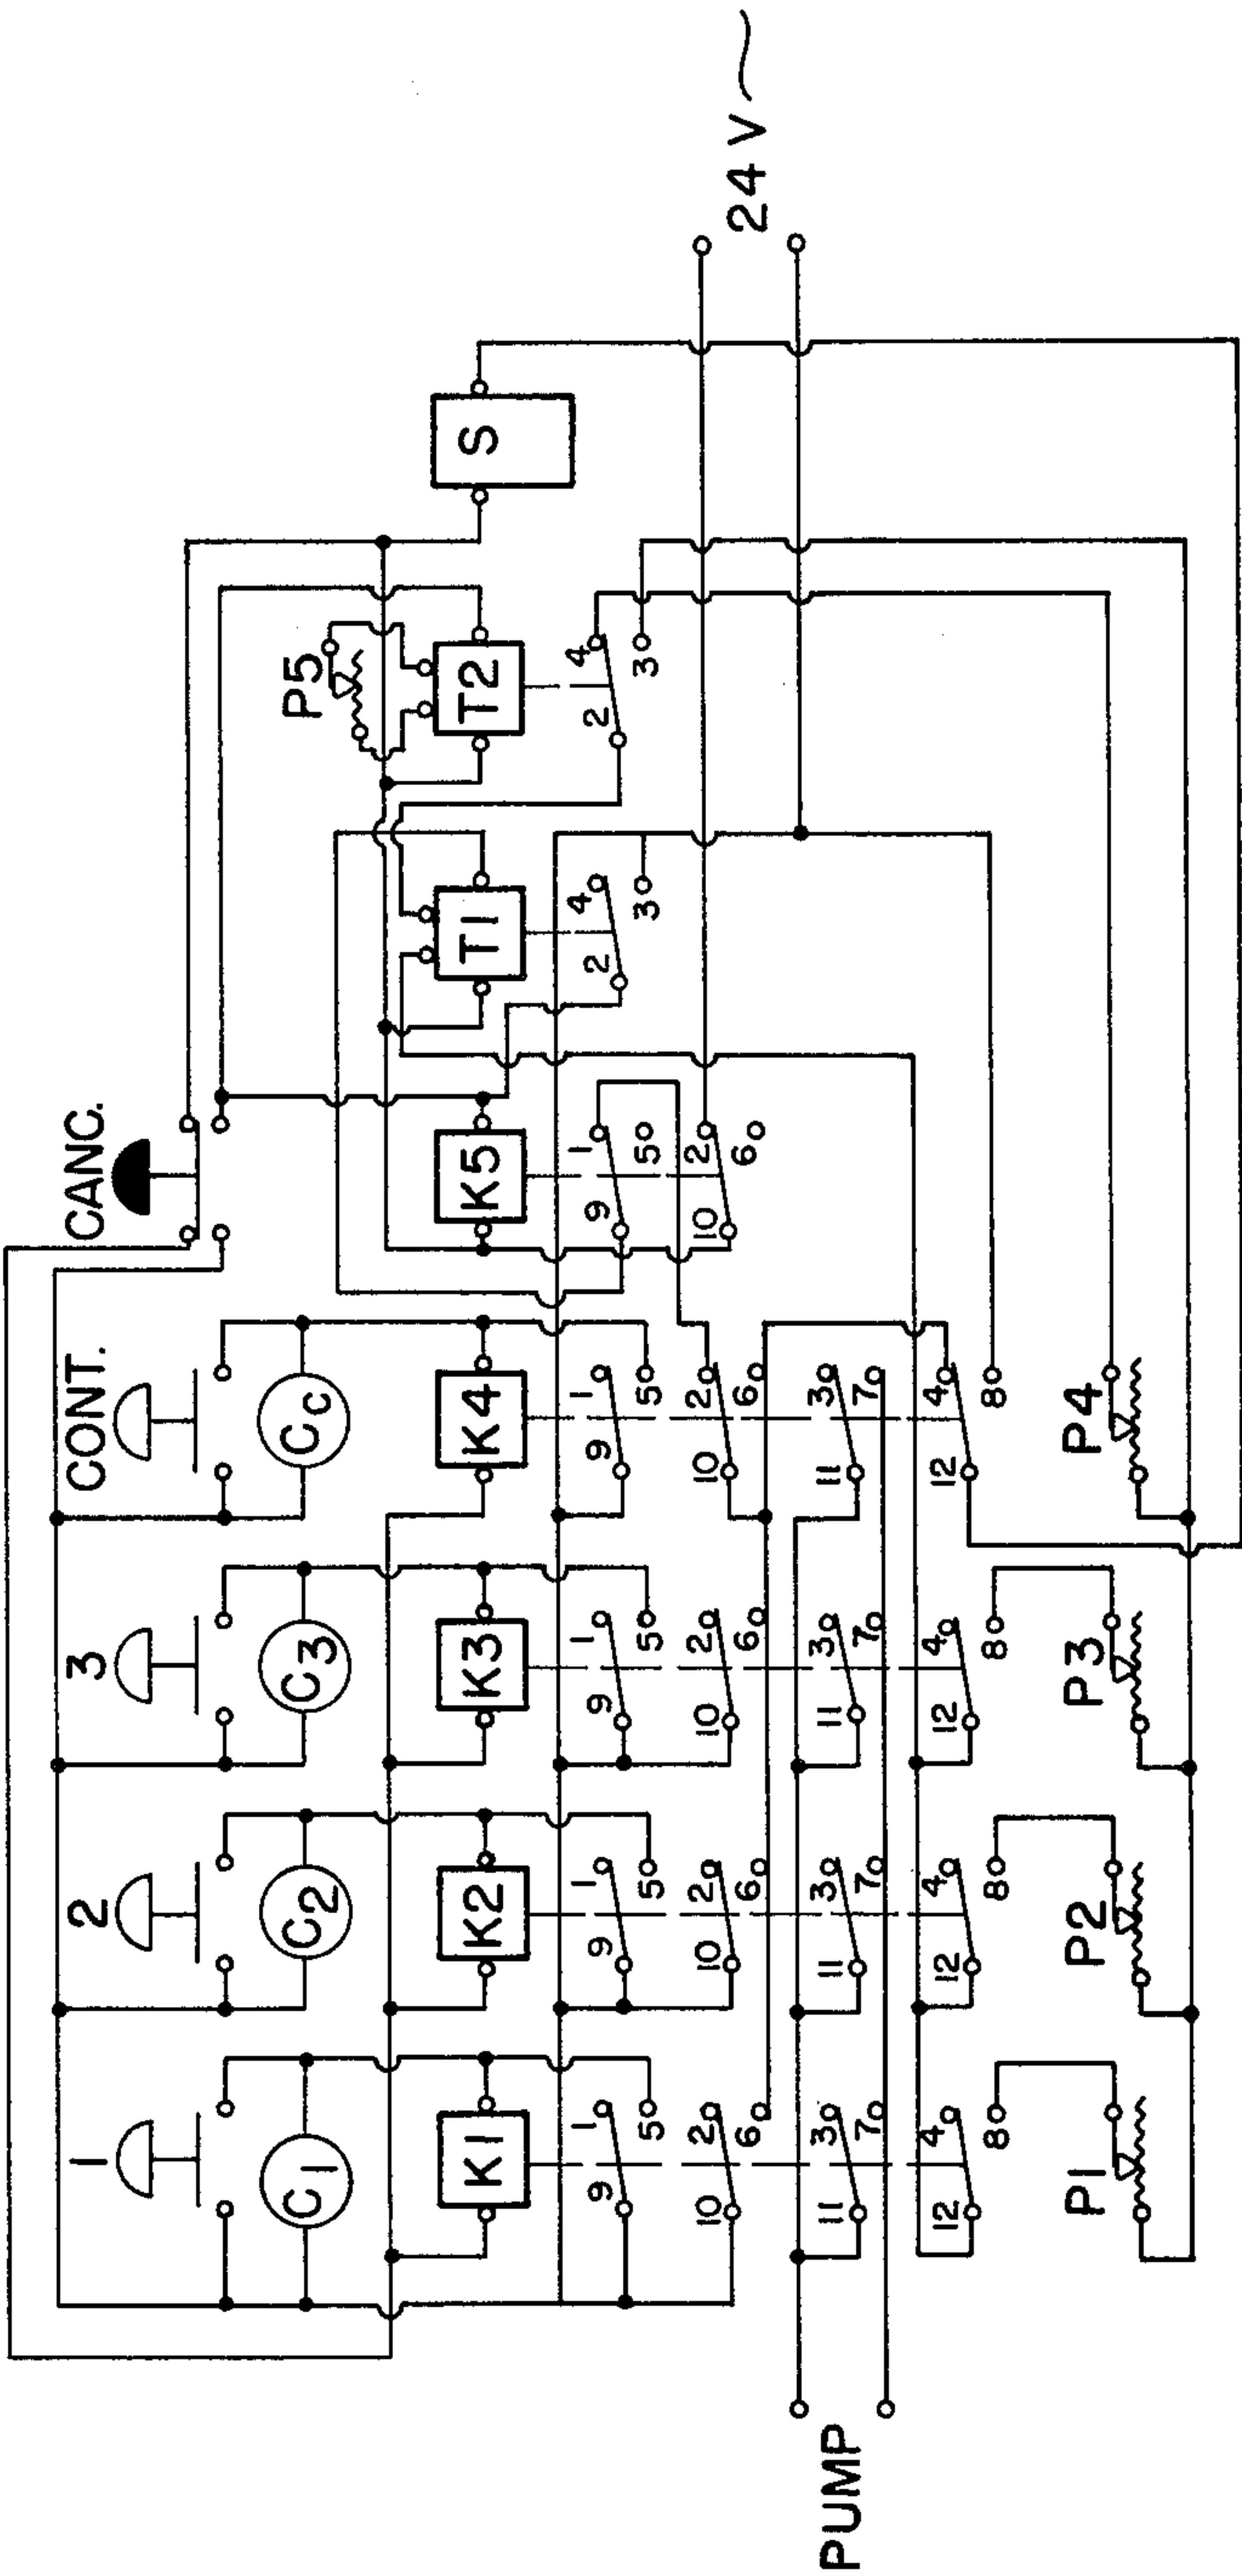 1 2 3 CONT. CANC.
P5
C1 C2 C3 Cc
K1 K2 K3 K4 K5 T1 T2 S
1 1 1 1 1 4 4
9 9 9 9 9 2 2
5 5 5 5 5 3 3
2 2 2 2 2
10 10 10 10 10
6 6 6 6 6
24 V ~
3 3 3 3
11 11 11 11
7 7 7 7
PUMP
4 4 4 4
12 12 12 12
8 8 8 8
P1 P2 P3 P4